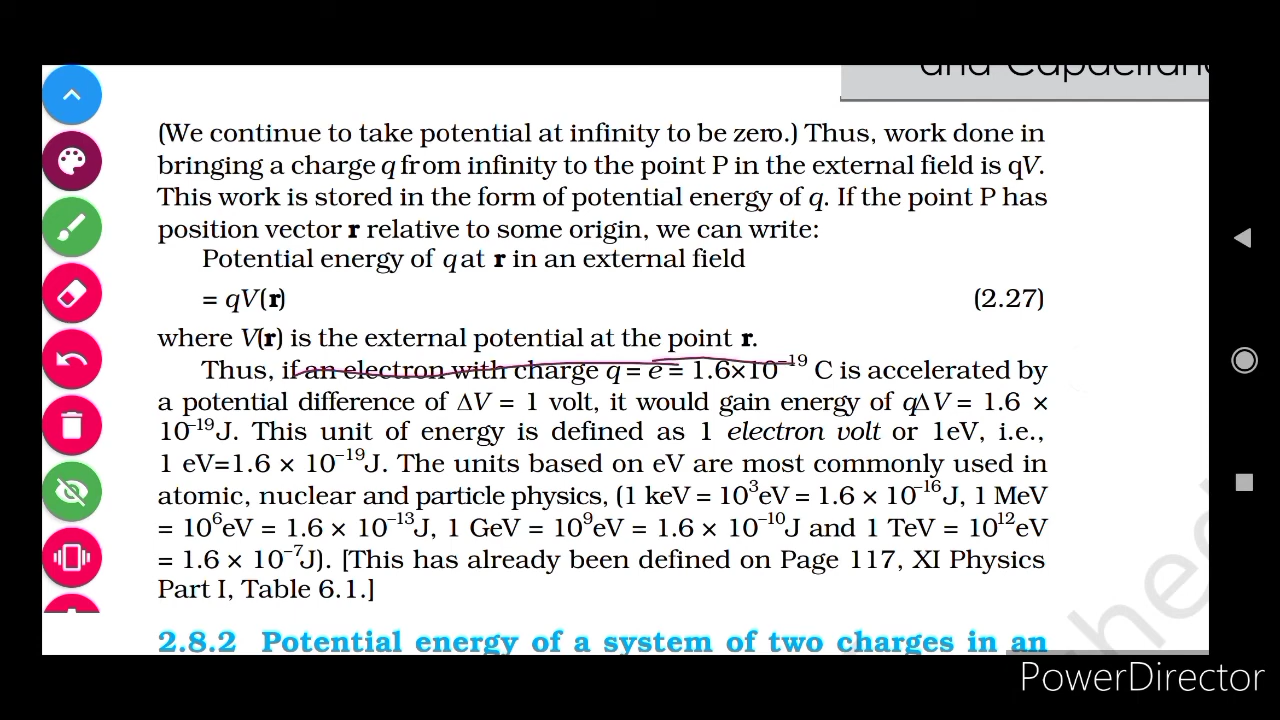 and Capacitan
(We continue to take potential at infinity to be zero.) Thus, work done in
bringing a charge q from infinity to the point P in the external field is qV.
This work is stored in the form of potential energy of q. If the point P has
position vector r relative to some origin, we can write:
Potential energy of q at r in an external field
= qV(r) (2.27)
where V(r) is the external potential at the point r.
Thus, if an electron with charge q = e = 1.6×10⁻¹⁹ C is accelerated by
a potential difference of ΔV = 1 volt, it would gain energy of qΔV = 1.6 ×
10⁻¹⁹J. This unit of energy is defined as 1 electron volt or 1eV, i.e.,
1 eV=1.6 × 10⁻¹⁹J. The units based on eV are most commonly used in
atomic, nuclear and particle physics, (1 keV = 10³eV = 1.6 × 10⁻¹⁶J, 1 MeV
= 10⁶eV = 1.6 × 10⁻¹³J, 1 GeV = 10⁹eV = 1.6 × 10⁻¹⁰J and 1 TeV = 10¹²eV
= 1.6 × 10⁻⁷J). [This has already been defined on Page 117, XI Physics
Part I, Table 6.1.]
2.8.2 Potential energy of a system of two charges in an
hed
PowerDirector